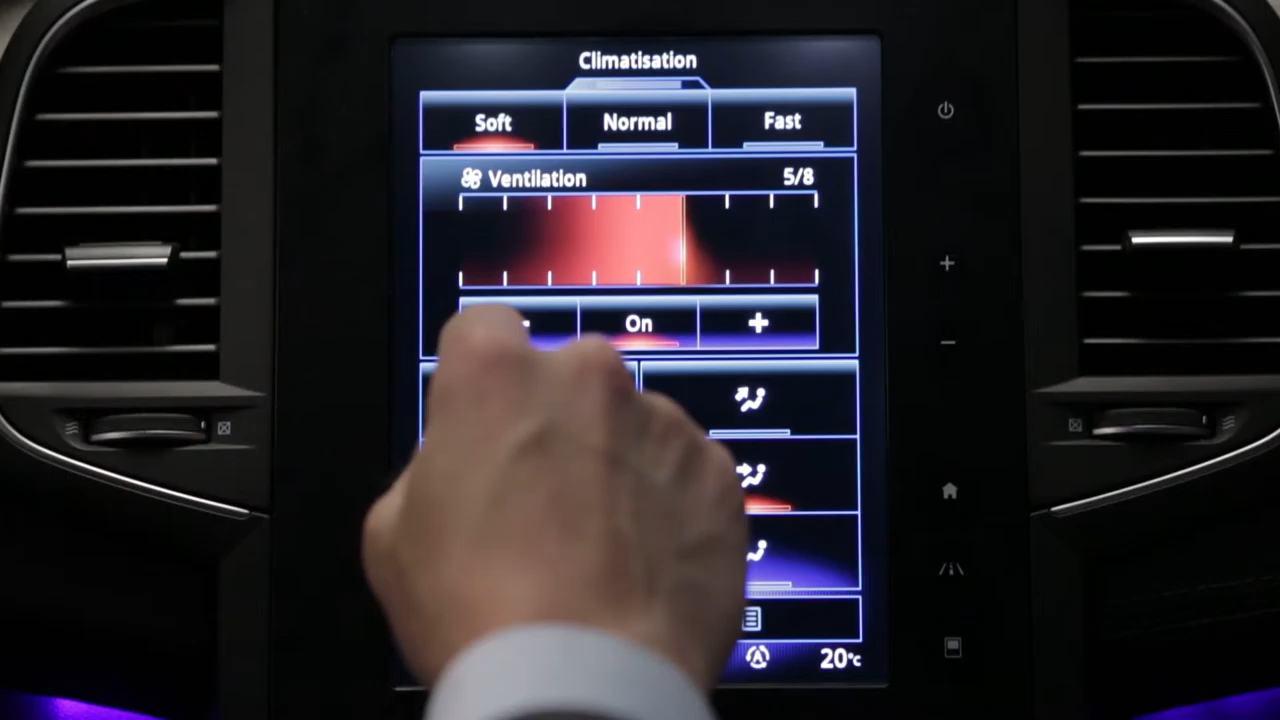 Climatisation
Soft Normal Fast
Ventilation 5/8
- On +
20°C